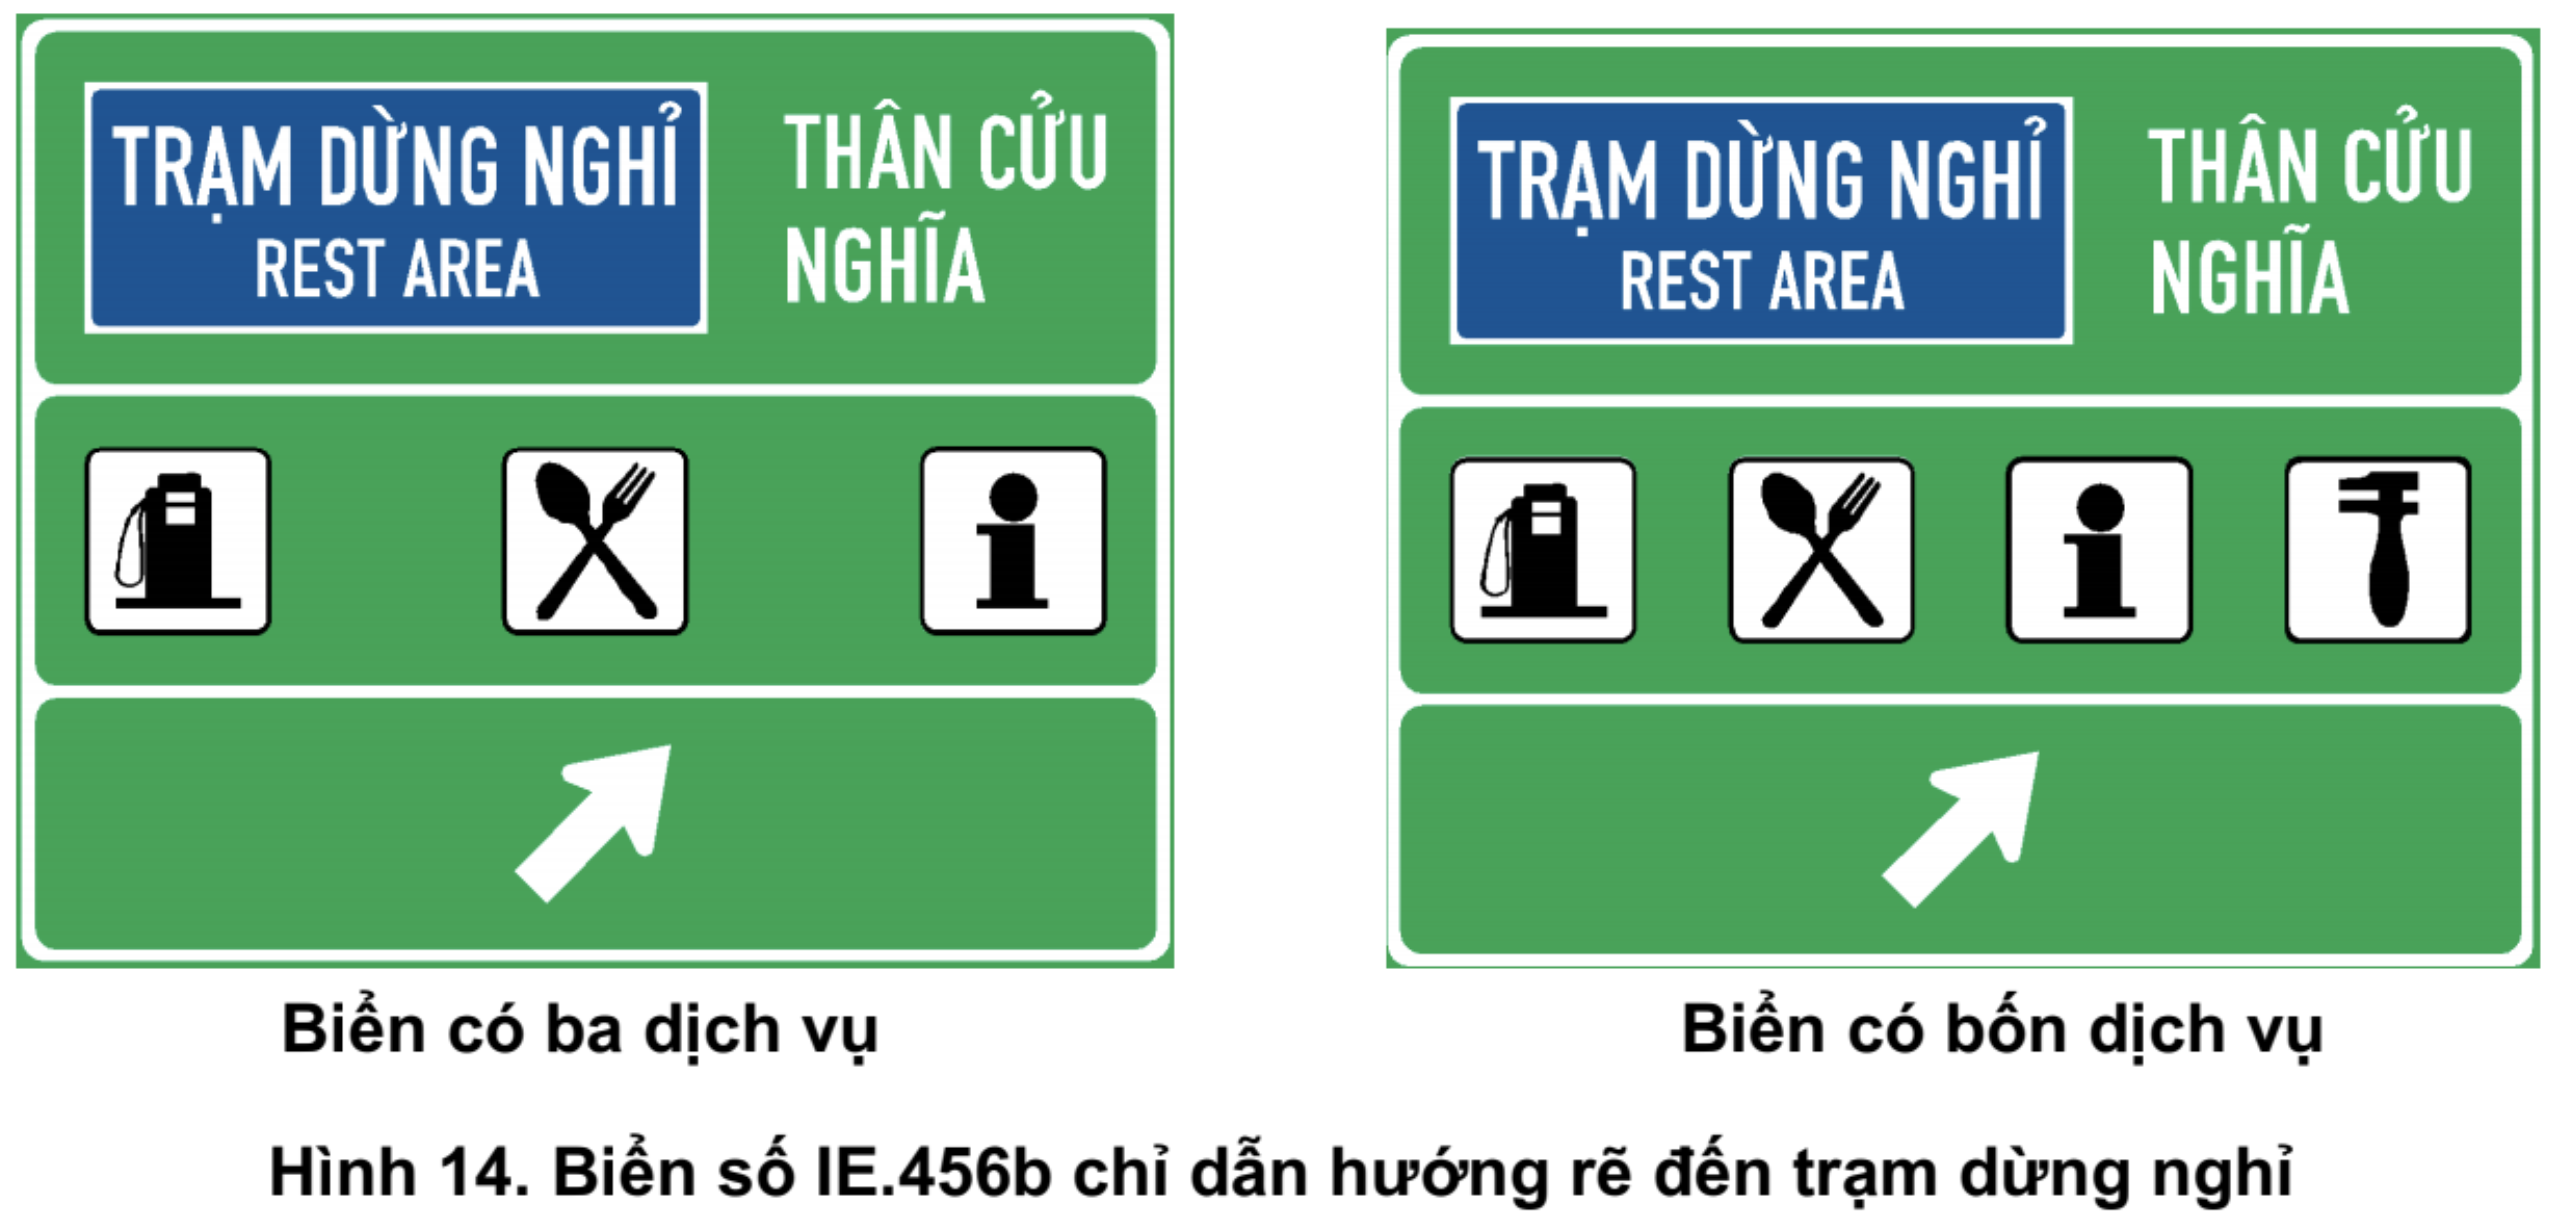 TRẠM DỪNG NGHỈ
REST AREA
THÂN CỬU
NGHĨA
TRẠM DỪNG NGHỈ
REST AREA
THÂN CỬU
NGHĨA
Biển có ba dịch vụ
Biển có bốn dịch vụ
Hình 14. Biển số IE.456b chỉ dẫn hướng rẽ đến trạm dừng nghỉ